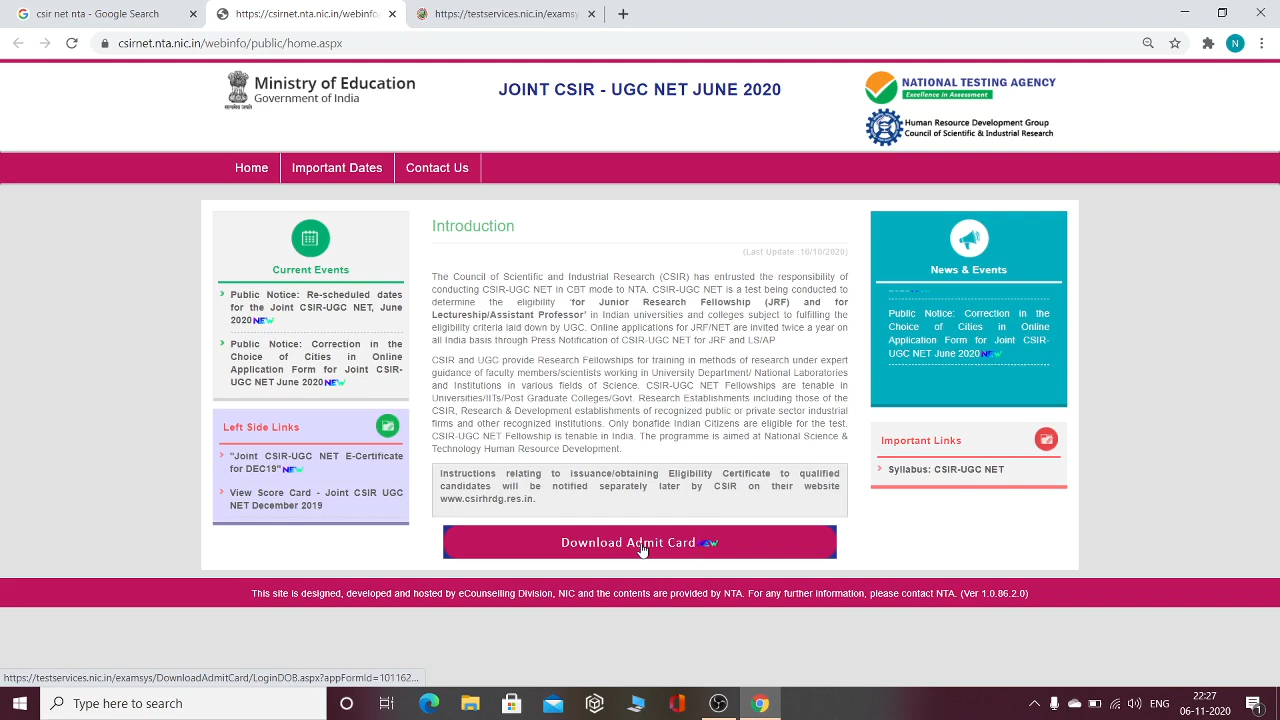 csir net nta - Google Search
https://csirnet.nta.nic.in/webinfo/
https://testservices.nic.in/examsys
csirnet.nta.nic.in/webinfo/public/home.aspx
N
Ministry of Education
Government of India
JOINT CSIR - UGC NET JUNE 2020
NATIONAL TESTING AGENCY
Excellence in Assessment
Human Resource Development Group
Council of Scientific & Industrial Research
Home
Important Dates
Contact Us
Current Events
Public Notice: Re-scheduled dates
for the Joint CSIR-UGC NET, June
2020 NEW
Public Notice: Correction in the
Choice of Cities in Online
Application Form for Joint CSIR-
UGC NET June 2020 NEW
Left Side Links
"Joint CSIR-UGC NET E-Certificate
for DEC19" NEW
View Score Card - Joint CSIR UGC
NET December 2019
Introduction
(Last Update :16/10/2020)
The Council of Scientific and Industrial Research (CSIR) has entrusted the responsibility of
conducting CSIR-UGC NET in CBT mode to NTA. CSIR-UGC NET is a test being conducted to
determine the eligibility 'for Junior Research Fellowship (JRF) and for
Lectureship/Assistant Professor' in Indian universities and colleges subject to fulfilling the
eligibility criteria laid down by UGC. Online applications for JRF/NET are invited twice a year on
all India basis through Press Notification of CSIR-UGC NET for JRF and LS/AP
CSIR and UGC provide Research Fellowships for training in methods of research under expert
guidance of faculty members/scientists working in University Department/ National Laboratories
and Institutions in various fields of Science. CSIR-UGC NET Fellowships are tenable in
Universities/IITs/Post Graduate Colleges/Govt. Research Establishments including those of the
CSIR, Research & Development establishments of recognized public or private sector industrial
firms and other recognized institutions. Only bonafide Indian Citizens are eligible for the test.
CSIR-UGC NET Fellowship is tenable in India. The programme is aimed at National Science &
Technology Human Resource Development.
Instructions relating to issuance/obtaining Eligibility Certificate to qualified
candidates will be notified separately later by CSIR on their website
www.csirhrdg.res.in.
Download Admit Card NEW
News & Events
Public Notice: Correction in the
Choice of Cities in Online
Application Form for Joint CSIR-
UGC NET June 2020 NEW
Important Links
Syllabus: CSIR-UGC NET
This site is designed, developed and hosted by eCounselling Division, NIC and the contents are provided by NTA. For any further information, please contact NTA. (Ver 1.0.86.2.0)
https://testservices.nic.in/examsys/DownloadAdmitCard/LoginDOB.aspx?appFormId=101162...
Type here to search
ENG
22:27
06-11-2020